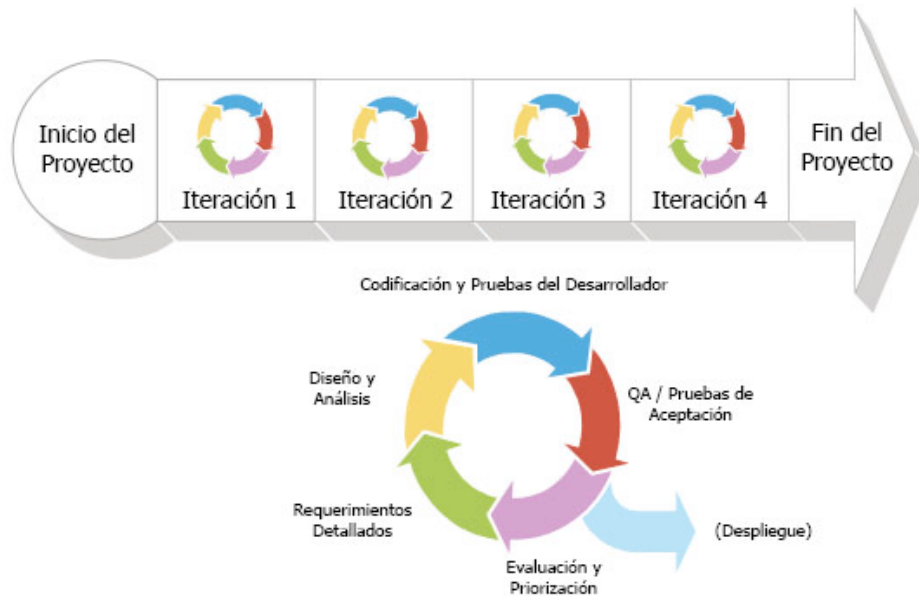 Inicio del
Proyecto
Iteración 1
Iteración 2
Iteración 3
Iteración 4
Fin del
Proyecto
Codificación y Pruebas del Desarrollador
Diseño y
Análisis
QA / Pruebas de
Aceptación
Requerimientos
Detallados
(Despliegue)
Evaluación y
Priorización